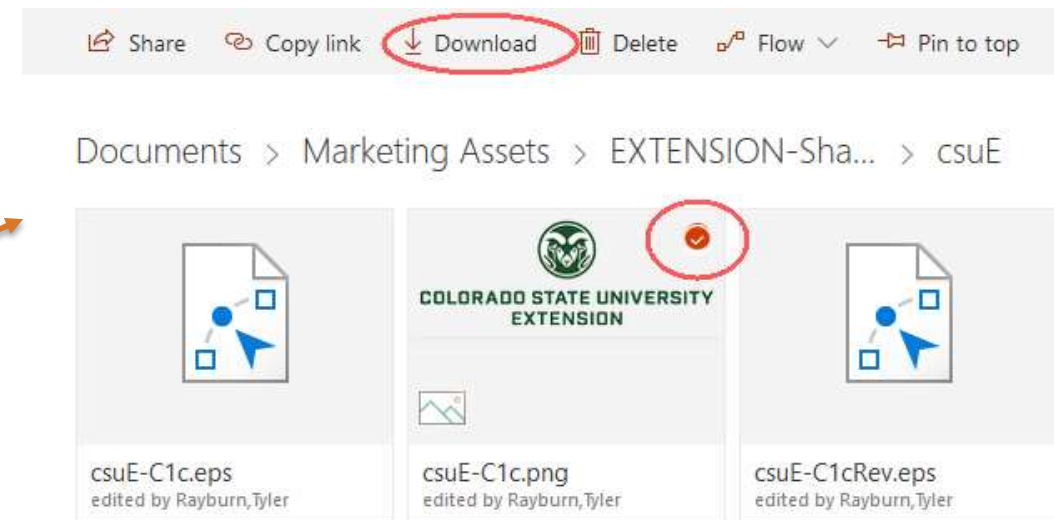 Share Copy link Download Delete Flow Pin to top
Documents > Marketing Assets > EXTENSION-Sha... > csuE
COLORADO STATE UNIVERSITY
EXTENSION
csuE-C1c.eps
edited by Rayburn,Tyler
csuE-C1c.png
edited by Rayburn,Tyler
csuE-C1cRev.eps
edited by Rayburn,Tyler